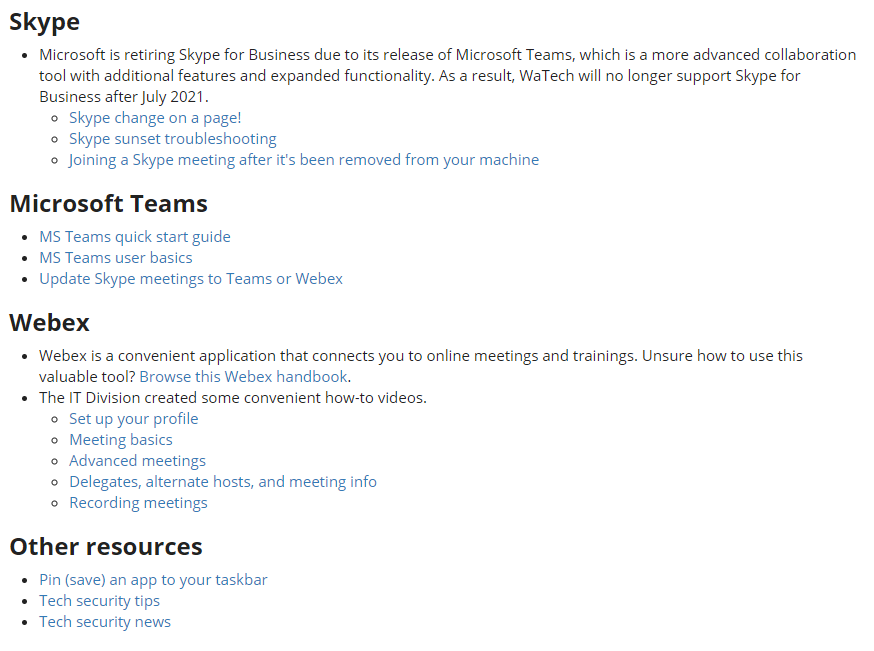 Skype
Microsoft is retiring Skype for Business due to its release of Microsoft Teams, which is a more advanced collaboration
tool with additional features and expanded functionality. As a result, WaTech will no longer support Skype for
Business after July 2021.
Skype change on a page!
Skype sunset troubleshooting
Joining a Skype meeting after it's been removed from your machine
Microsoft Teams
MS Teams quick start guide
MS Teams user basics
Update Skype meetings to Teams or Webex
Webex
Webex is a convenient application that connects you to online meetings and trainings. Unsure how to use this
valuable tool? Browse this Webex handbook.
The IT Division created some convenient how-to videos.
Set up your profile
Meeting basics
Advanced meetings
Delegates, alternate hosts, and meeting info
Recording meetings
Other resources
Pin (save) an app to your taskbar
Tech security tips
Tech security news